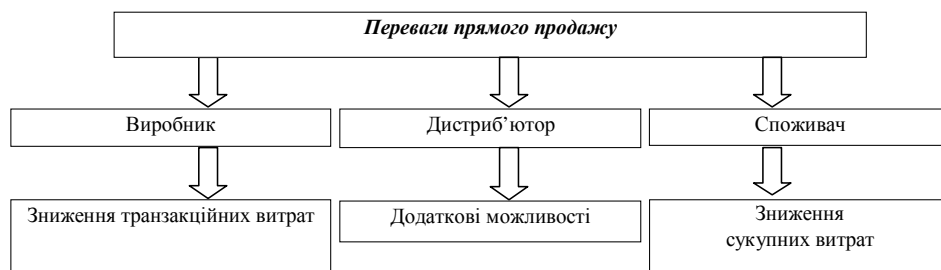 Переваги прямого продажу
Виробник
Дистриб’ютор
Споживач
Зниження транзакційних витрат
Додаткові можливості
Зниження
сукупних витрат